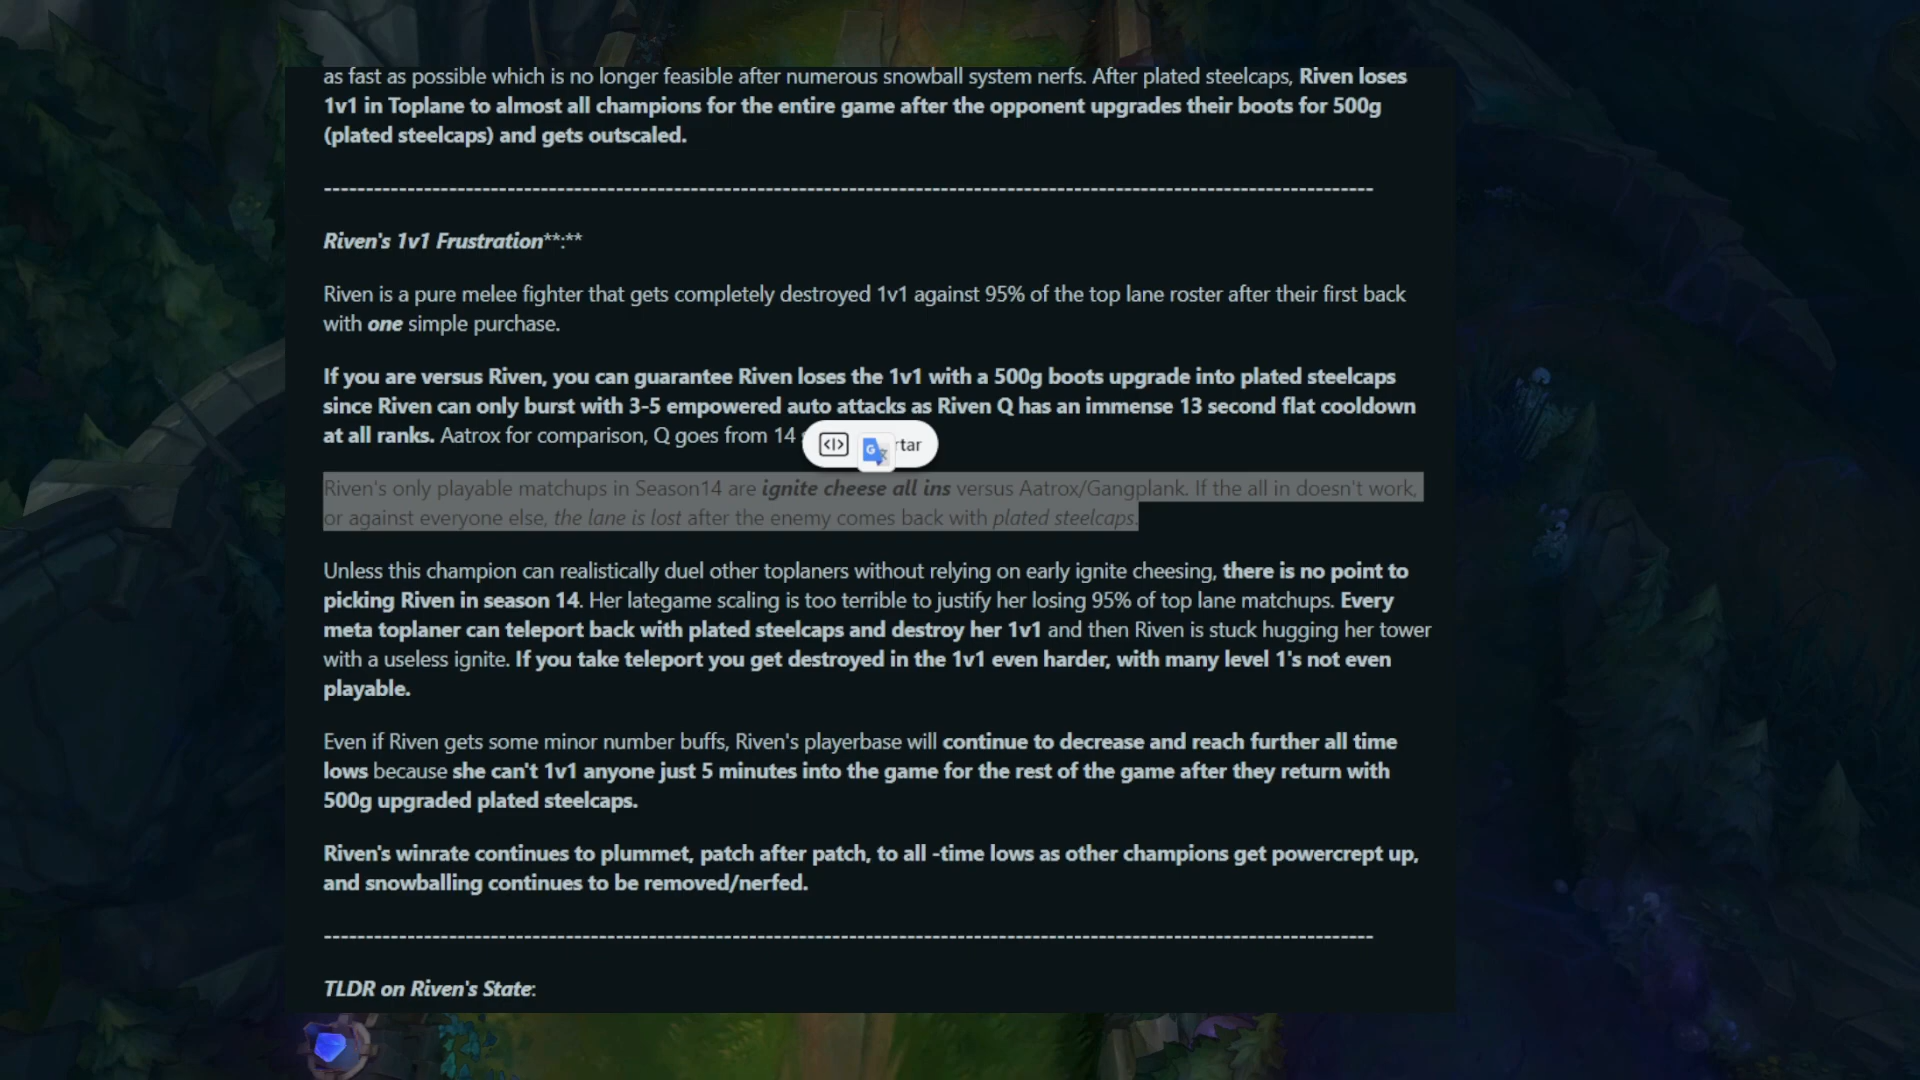 as fast as possible which is no longer feasible after numerous snowball system nerfs. After plated steelcaps, Riven loses
1v1 in Toplane to almost all champions for the entire game after the opponent upgrades their boots for 500g
(plated steelcaps) and gets outscaled.
------------------------------------------------------------------------------------------------------------------------------
Riven's 1v1 Frustration**:**
Riven is a pure melee fighter that gets completely destroyed 1v1 against 95% of the top lane roster after their first back
with one simple purchase.
If you are versus Riven, you can guarantee Riven loses the 1v1 with a 500g boots upgrade into plated steelcaps
since Riven can only burst with 3-5 empowered auto attacks as Riven Q has an immense 13 second flat cooldown
at all ranks. Aatrox for comparison, Q goes from 14
rtar
Riven's only playable matchups in Season14 are ignite cheese all ins versus Aatrox/Gangplank. If the all in doesn't work,
or against everyone else, the lane is lost after the enemy comes back with plated steelcaps.
Unless this champion can realistically duel other toplaners without relying on early ignite cheesing, there is no point to
picking Riven in season 14. Her lategame scaling is too terrible to justify her losing 95% of top lane matchups. Every
meta toplaner can teleport back with plated steelcaps and destroy her 1v1 and then Riven is stuck hugging her tower
with a useless ignite. If you take teleport you get destroyed in the 1v1 even harder, with many level 1's not even
playable.
Even if Riven gets some minor number buffs, Riven's playerbase will continue to decrease and reach further all time
lows because she can't 1v1 anyone just 5 minutes into the game for the rest of the game after they return with
500g upgraded plated steelcaps.
Riven's winrate continues to plummet, patch after patch, to all -time lows as other champions get powercrept up,
and snowballing continues to be removed/nerfed.
------------------------------------------------------------------------------------------------------------------------------
TLDR on Riven's State: